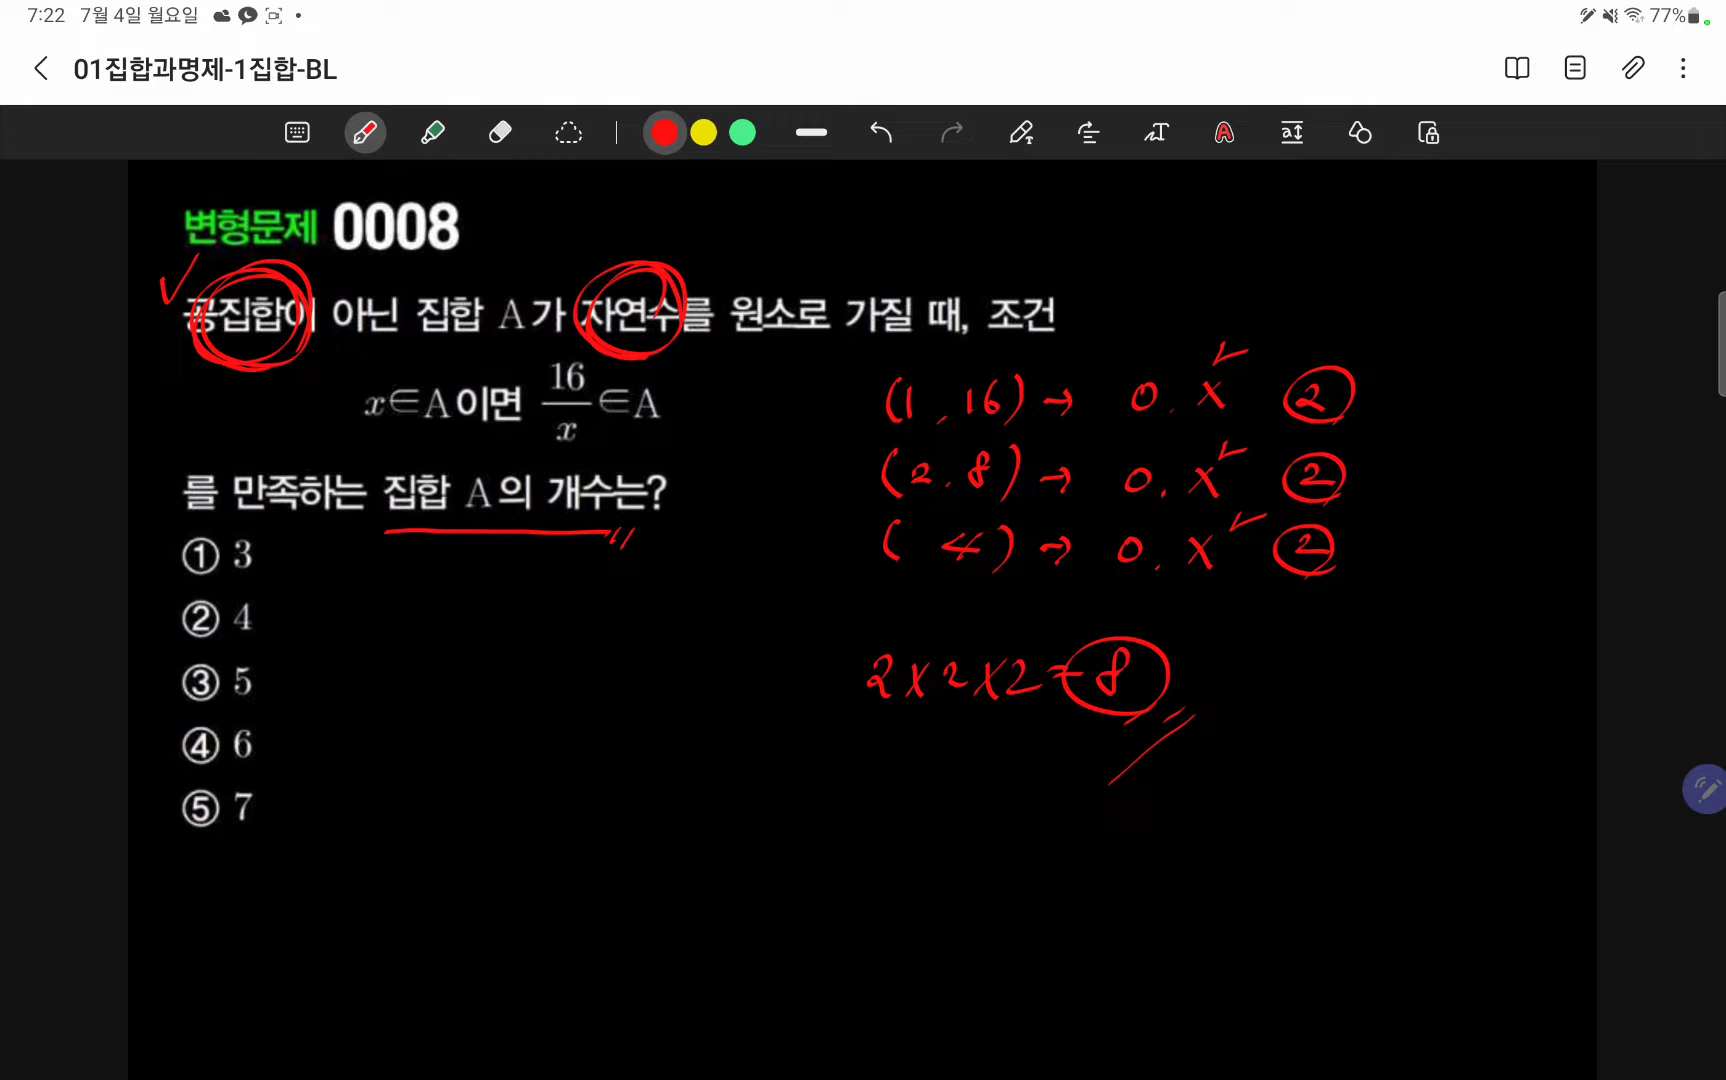 7:22 7월 4일 월요일
77%
01집합과명제-1집합-BL
변형문제 0008
공집합이 아닌 집합 A가 자연수를 원소로 가질 때, 조건
x∈A이면 16/x ∈A
를 만족하는 집합 A의 개수는?
① 3
② 4
③ 5
④ 6
⑤ 7
(1, 16) → O. X ②
(2. 8) → O. X ②
( 4) → O. X ②
2×2×2=8